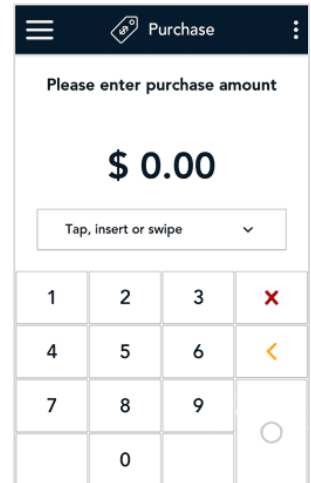 Purchase
Please enter purchase amount
$ 0.00
Tap, insert or swipe
1 2 3
4 5 6
7 8 9
0